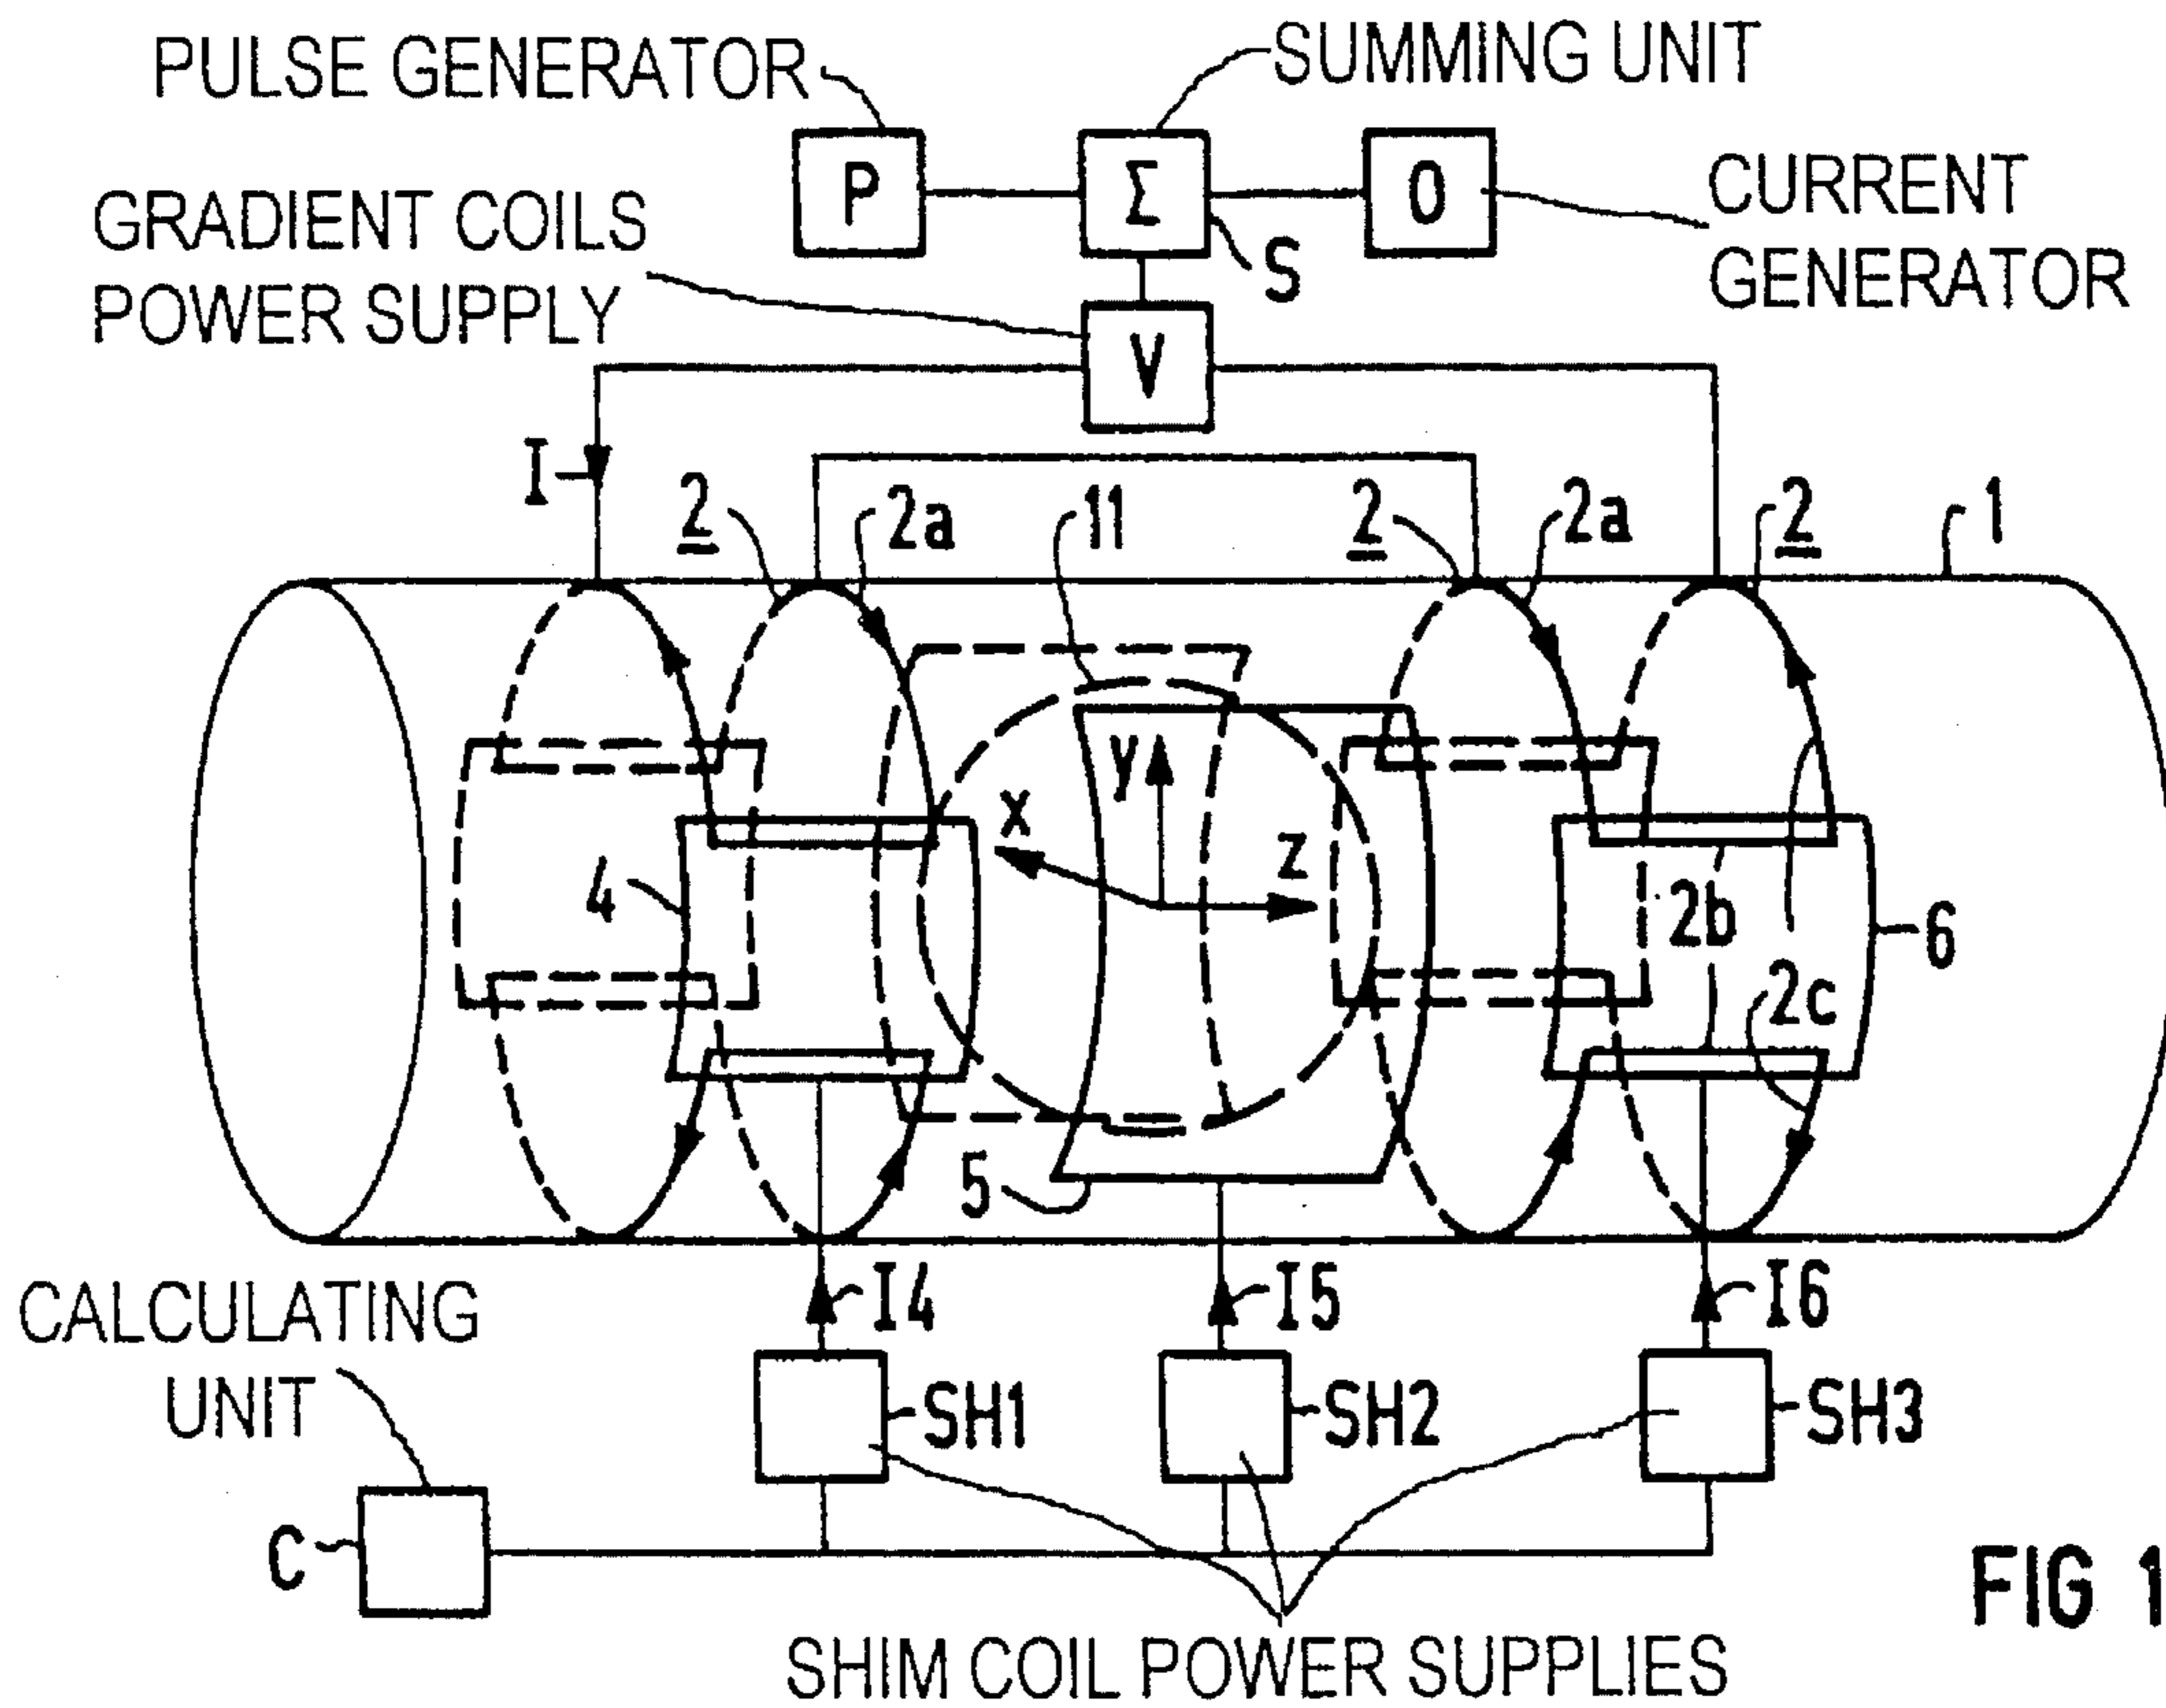 PULSE GENERATOR
SUMMING UNIT
P
Σ
O
GRADIENT COILS
POWER SUPPLY
CURRENT
GENERATOR
S
V
I
2
2a
11
2
2a
2
1
y
x
z
4
2b
6
2c
5
CALCULATING
UNIT
I4
I5
I6
SH1
SH2
SH3
C
FIG 1
SHIM COIL POWER SUPPLIES